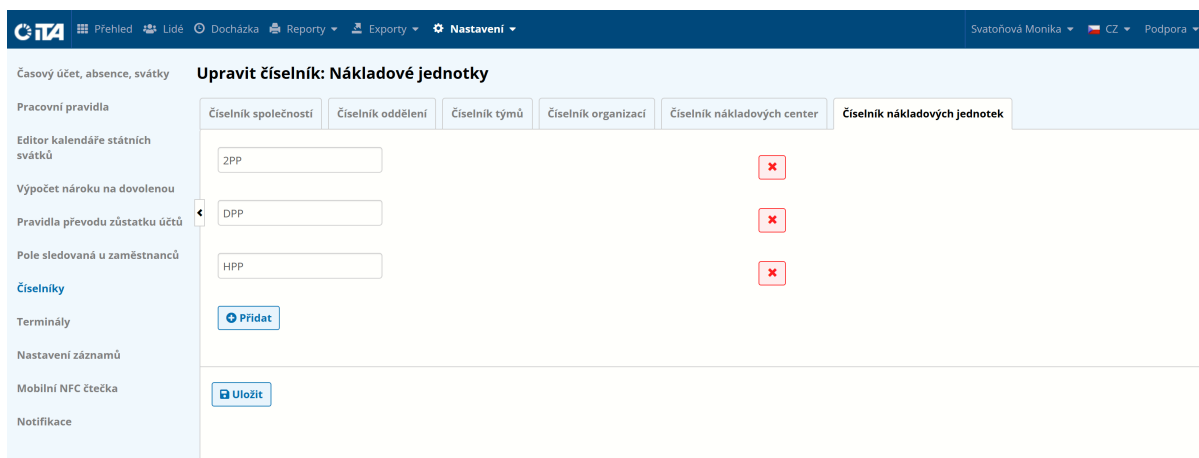 iTA Přehled Lidé Docházka Reporty Exporty Nastavení Svatoňová Monika CZ Podpora
Časový účet, absence, svátky
Pracovní pravidla
Editor kalendáře státních
svátků
Výpočet nároku na dovolenou
Pravidla převodu zůstatku účtů
Pole sledovaná u zaměstnanců
Číselníky
Terminály
Nastavení záznamů
Mobilní NFC čtečka
Notifikace
Upravit číselník: Nákladové jednotky
Číselník společností Číselník oddělení Číselník týmů Číselník organizací Číselník nákladových center Číselník nákladových jednotek
2PP
DPP
HPP
Přidat
Uložit